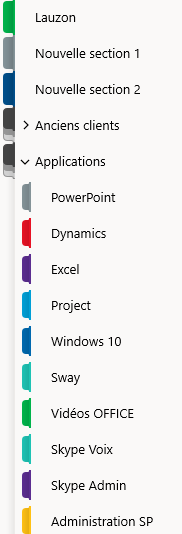 Lauzon
Nouvelle section 1
Nouvelle section 2
Anciens clients
Applications
PowerPoint
Dynamics
Excel
Project
Windows 10
Sway
Vidéos OFFICE
Skype Voix
Skype Admin
Administration SP